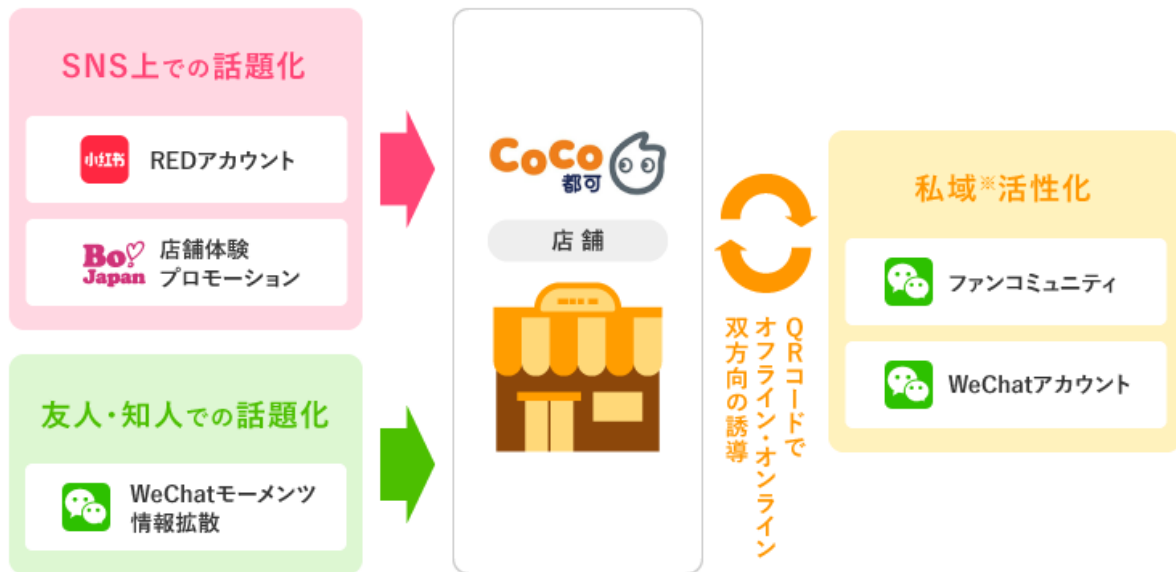 SNS上での話題化
小红书
REDアカウント
Bo!
Japan
店舗体験
プロモーション
友人・知人での話題化
WeChatモーメンツ
情報拡散
CoCo
都可
店舗
QRコードで
オフライン・オンライン
双方向の誘導
私域※活性化
ファンコミュニティ
WeChatアカウント